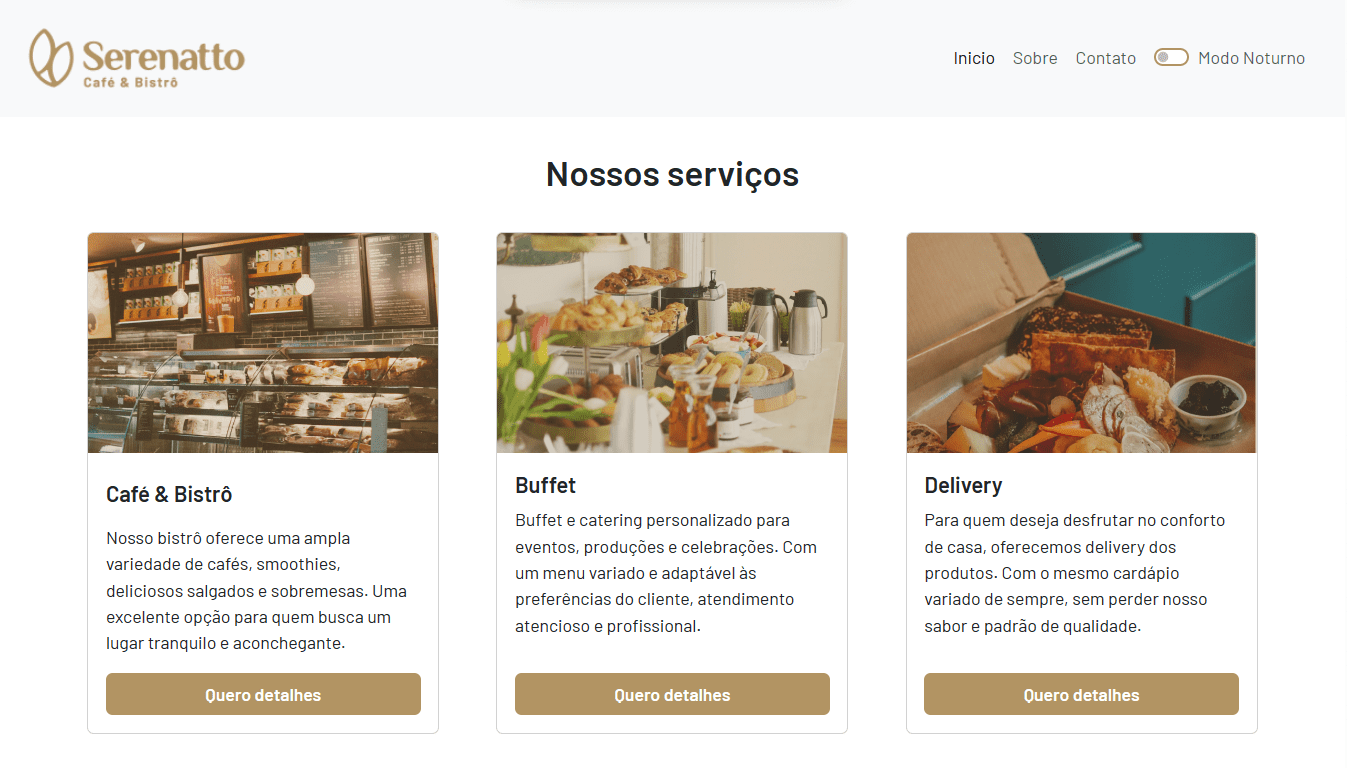 Serenatto
Café & Bistrô
Inicio Sobre Contato Modo Noturno
Nossos serviços
Café & Bistrô
Nosso bistrô oferece uma ampla
variedade de cafés, smoothies,
deliciosos salgados e sobremesas. Uma
excelente opção para quem busca um
lugar tranquilo e aconchegante.
Quero detalhes
Buffet
Buffet e catering personalizado para
eventos, produções e celebrações. Com
um menu variado e adaptável às
preferências do cliente, atendimento
atencioso e profissional.
Quero detalhes
Delivery
Para quem deseja desfrutar no conforto
de casa, oferecemos delivery dos
produtos. Com o mesmo cardápio
variado de sempre, sem perder nosso
sabor e padrão de qualidade.
Quero detalhes